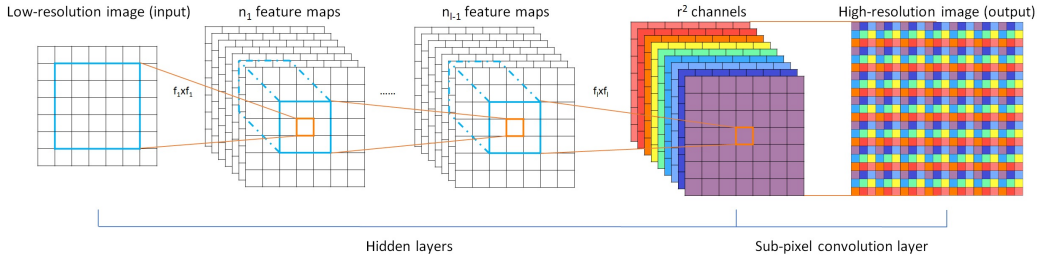 Low-resolution image (input)
n1 feature maps
nl-1 feature maps
r² channels
High-resolution image (output)
f1xf1
......
flxfl
Hidden layers
Sub-pixel convolution layer